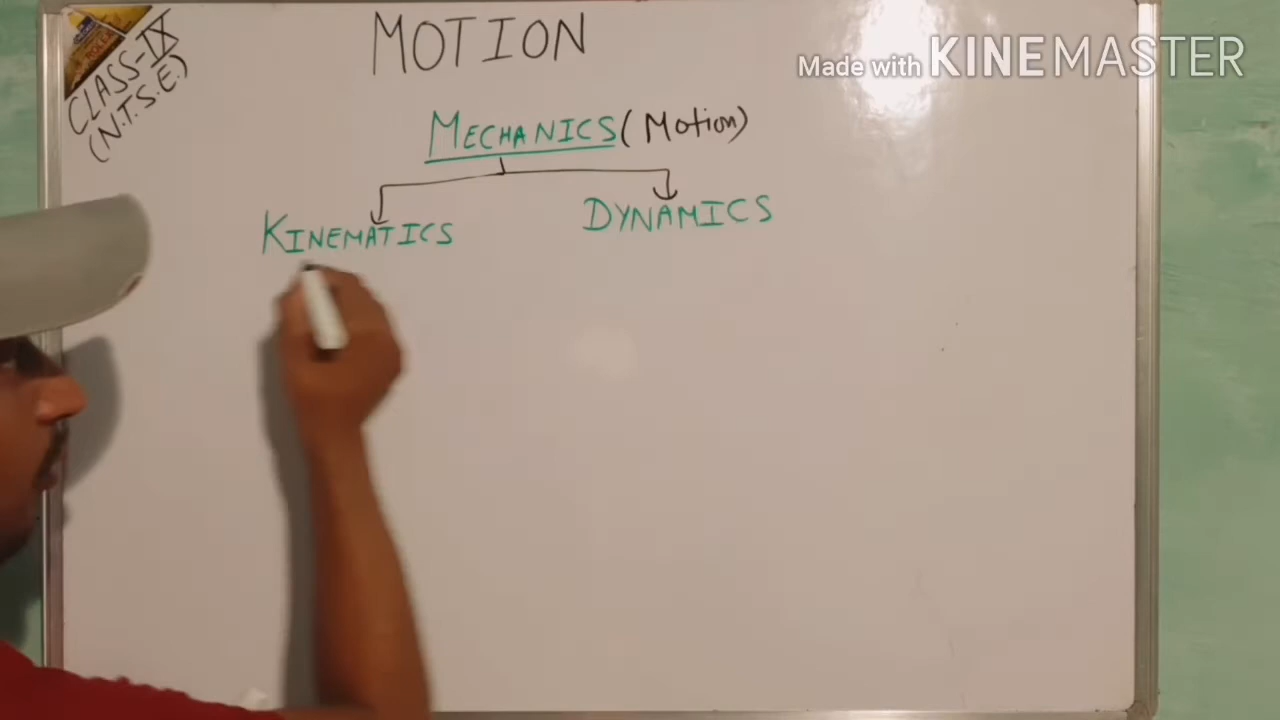 MOTION
CLASS-IX
(N.T.S.E.)
Made with KINEMASTER
MECHANICS (Motion)
KINEMATICS
DYNAMICS